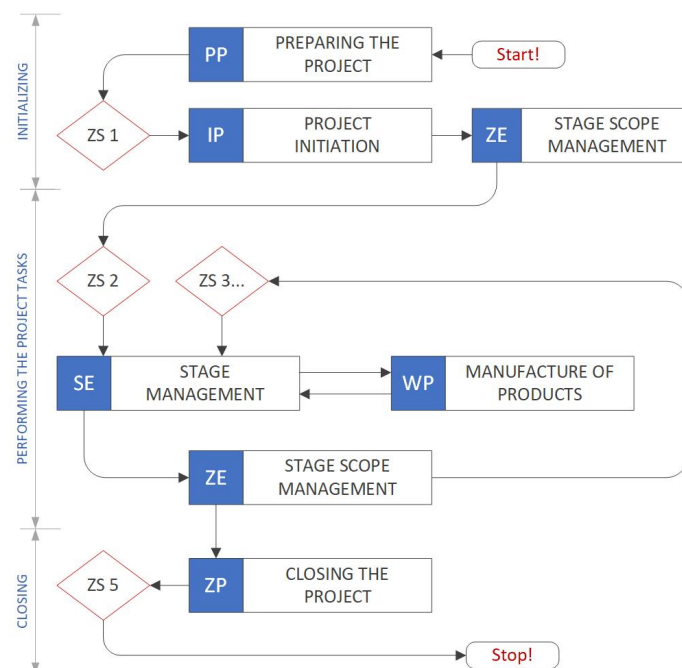 INITIALIZING
PP
PREPARING THE
PROJECT
Start!
ZS 1
IP
PROJECT
INITIATION
ZE
STAGE SCOPE
MANAGEMENT
PERFORMING THE PROJECT TASKS
ZS 2
ZS 3...
SE
STAGE
MANAGEMENT
WP
MANUFACTURE OF
PRODUCTS
ZE
STAGE SCOPE
MANAGEMENT
CLOSING
ZS 5
ZP
CLOSING THE
PROJECT
Stop!